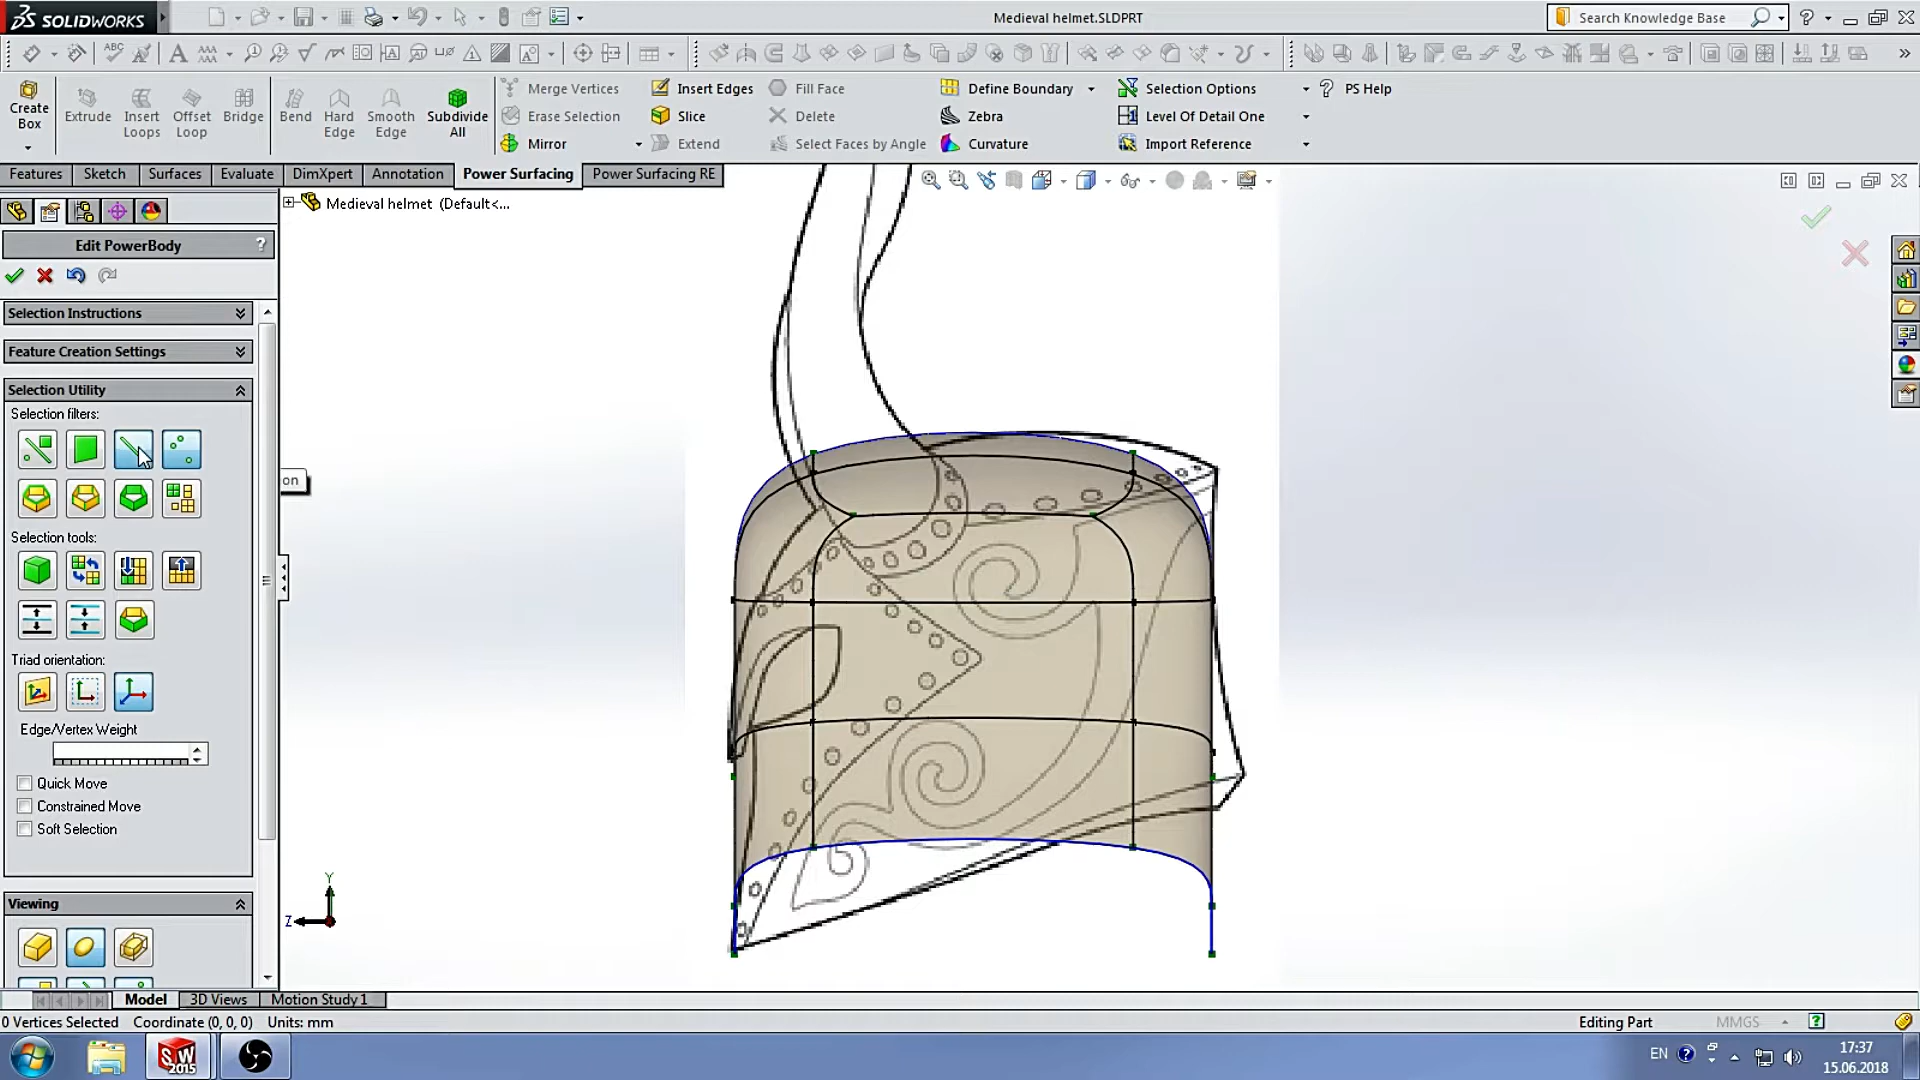 SOLIDWORKS
Medieval helmet.SLDPRT
Search Knowledge Base
?
ABC
A
AAA
Create
Box
Extrude
Insert
Loops
Offset
Loop
Bridge
Bend
Hard
Edge
Smooth
Edge
Subdivide
All
Merge Vertices
Erase Selection
Mirror
Insert Edges
Slice
Extend
Fill Face
Delete
Select Faces by Angle
Define Boundary
Zebra
Curvature
Selection Options
Level Of Detail One
Import Reference
? PS Help
Features
Sketch
Surfaces
Evaluate
DimXpert
Annotation
Power Surfacing
Power Surfacing RE
Medieval helmet (Default<...
Edit PowerBody
?
Selection Instructions
Feature Creation Settings
Selection Utility
Selection filters:
on
Selection tools:
Triad orientation:
Edge/Vertex Weight
Quick Move
Constrained Move
Soft Selection
Viewing
Y
Z
Model
3D Views
Motion Study 1
0 Vertices Selected Coordinate (0, 0, 0) Units: mm
Editing Part
MMGS
?
SW
2015
EN
?
17:37
15.06.2018